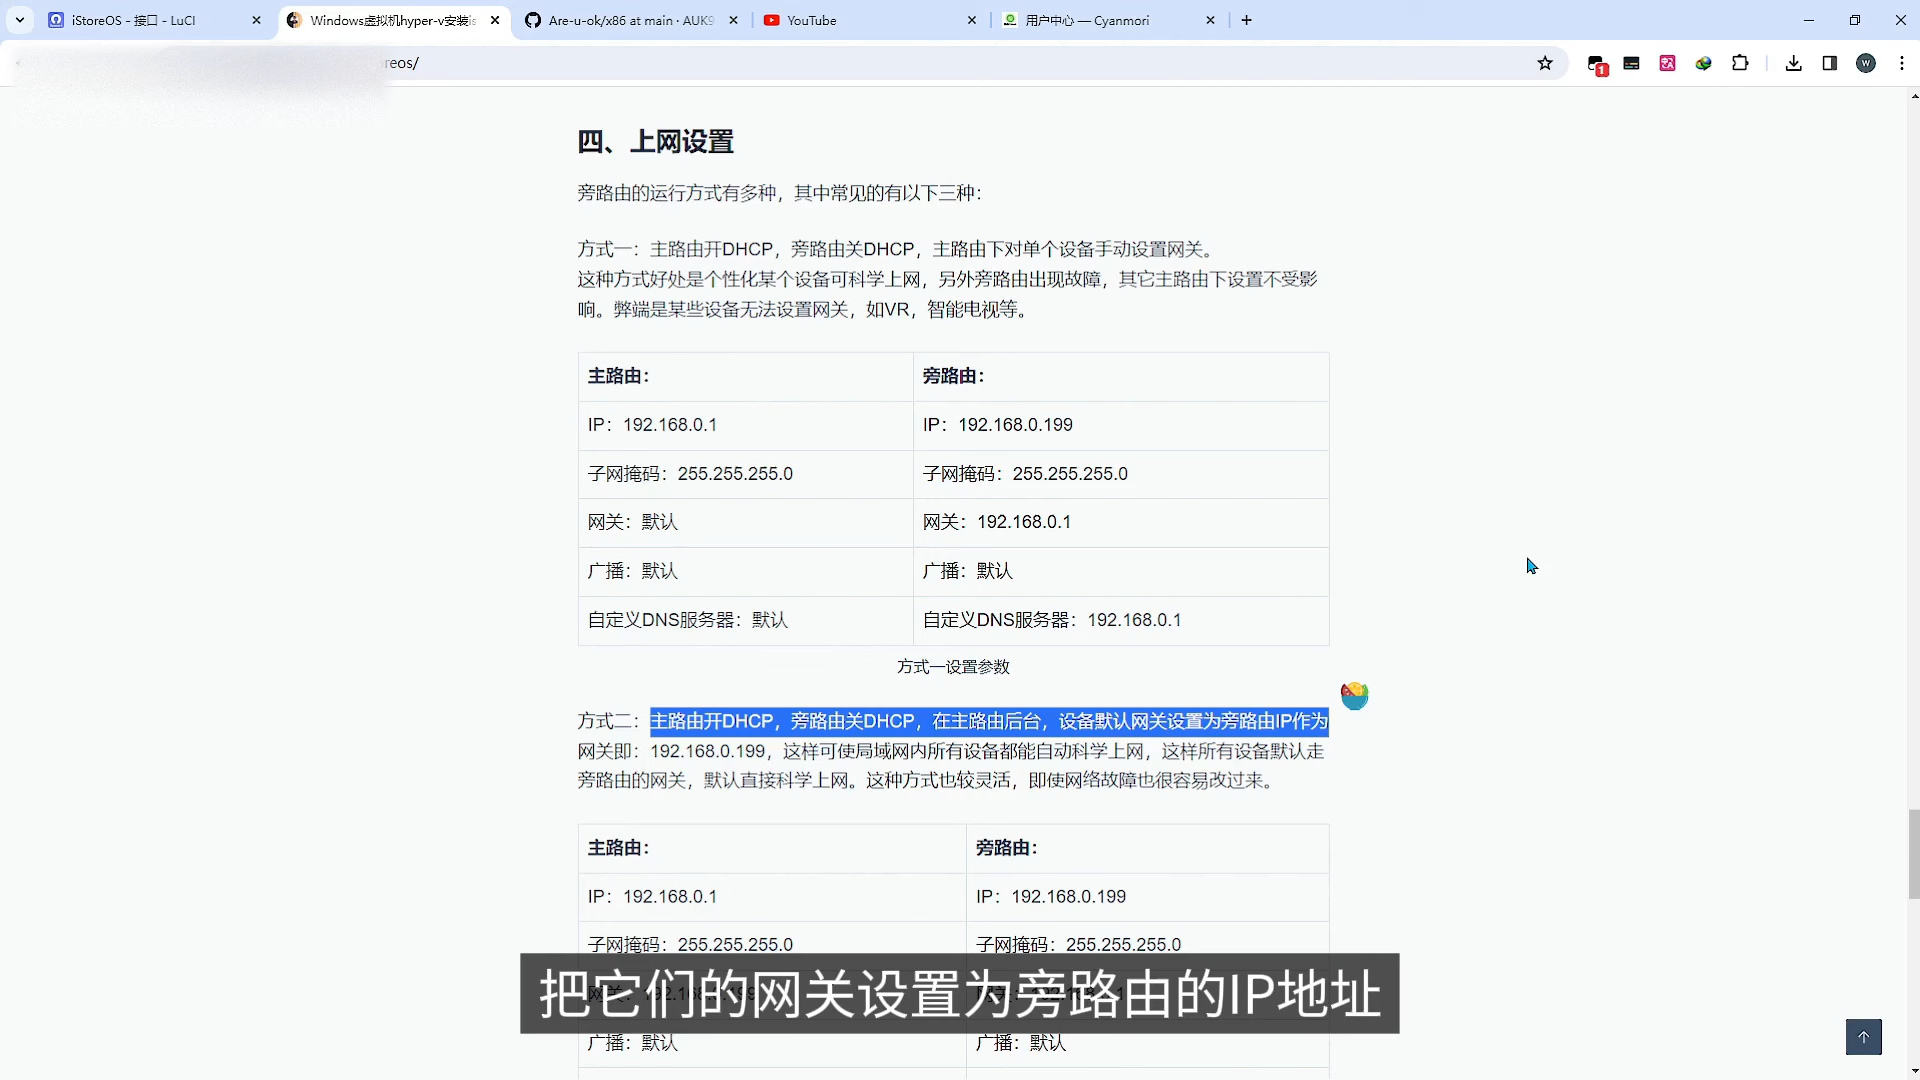 iStoreOS - 接口 - LuCI
Windows虚拟机hyper-v安装is
Are-u-ok/x86 at main · AUK9
YouTube
用户中心 — Cyanmori
reos/
1
W
四、上网设置
旁路由的运行方式有多种，其中常见的有以下三种：
方式一：主路由开DHCP，旁路由关DHCP，主路由下对单个设备手动设置网关。
这种方式好处是个性化某个设备可科学上网，另外旁路由出现故障，其它主路由下设置不受影
响。弊端是某些设备无法设置网关，如VR，智能电视等。
主路由： 旁路由：
IP：192.168.0.1 IP：192.168.0.199
子网掩码：255.255.255.0 子网掩码：255.255.255.0
网关：默认 网关：192.168.0.1
广播：默认 广播：默认
自定义DNS服务器：默认 自定义DNS服务器：192.168.0.1
方式一设置参数
方式二：主路由开DHCP，旁路由关DHCP，在主路由后台，设备默认网关设置为旁路由IP作为
网关即：192.168.0.199，这样可使局域网内所有设备都能自动科学上网，这样所有设备默认走
旁路由的网关，默认直接科学上网。这种方式也较灵活，即使网络故障也很容易改过来。
主路由： 旁路由：
IP：192.168.0.1 IP：192.168.0.199
子网掩码：255.255.255.0 子网掩码：255.255.255.0
把它们的网关设置为旁路由的IP地址
广播：默认 广播：默认